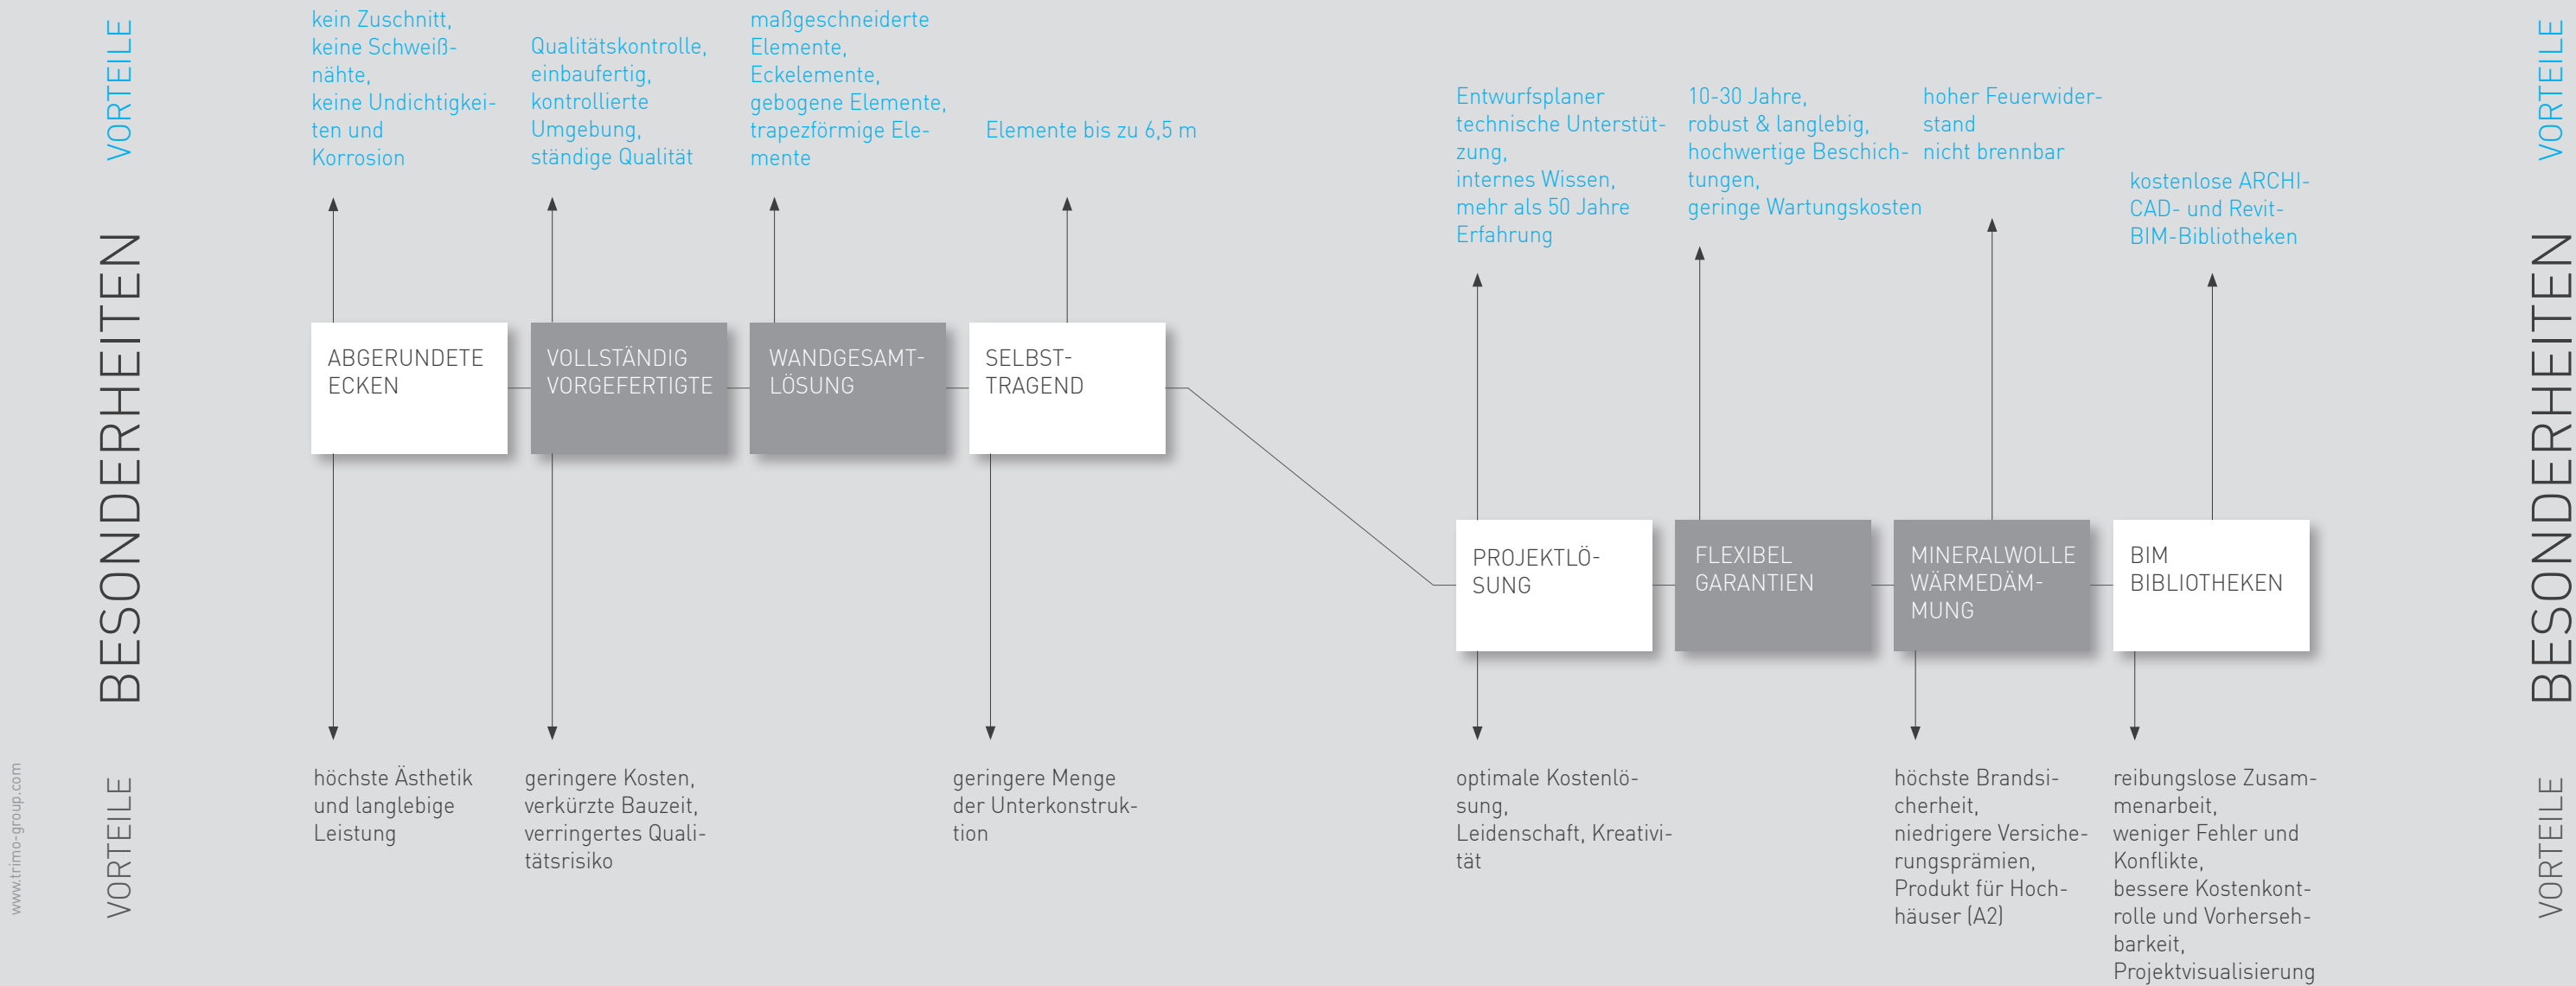 VORTEILE
BESONDERHEITEN
VORTEILE
www.trimo-group.com
kein Zuschnitt,
keine Schweiß-
nähte,
keine Undichtigkei-
ten und
Korrosion
Qualitätskontrolle,
einbaufertig,
kontrollierte
Umgebung,
ständige Qualität
maßgeschneiderte
Elemente,
Eckelemente,
gebogene Elemente,
trapezförmige Ele-
mente
Elemente bis zu 6,5 m
ABGERUNDETE
ECKEN
VOLLSTÄNDIG
VORGEFERTIGTE
WANDGESAMT-
LÖSUNG
SELBST-
TRAGEND
höchste Ästhetik
und langlebige
Leistung
geringere Kosten,
verkürzte Bauzeit,
verringertes Quali-
tätsrisiko
geringere Menge
der Unterkonstruk-
tion
Entwurfsplaner
technische Unterstüt-
zung,
internes Wissen,
mehr als 50 Jahre
Erfahrung
10-30 Jahre,
robust & langlebig,
hochwertige Beschich-
tungen,
geringe Wartungskosten
hoher Feuerwider-
stand
nicht brennbar
kostenlose ARCHI-
CAD- und Revit-
BIM-Bibliotheken
PROJEKTLÖ-
SUNG
FLEXIBEL
GARANTIEN
MINERALWOLLE
WÄRMEDÄM-
MUNG
BIM
BIBLIOTHEKEN
optimale Kostenlö-
sung,
Leidenschaft, Kreativi-
tät
höchste Brandsi-
cherheit,
niedrigere Versiche-
rungsprämien,
Produkt für Hoch-
häuser (A2)
reibungslose Zusam-
menarbeit,
weniger Fehler und
Konflikte,
bessere Kostenkont-
rolle und Vorherseh-
barkeit,
Projektvisualisierung
VORTEILE
BESONDERHEITEN
VORTEILE